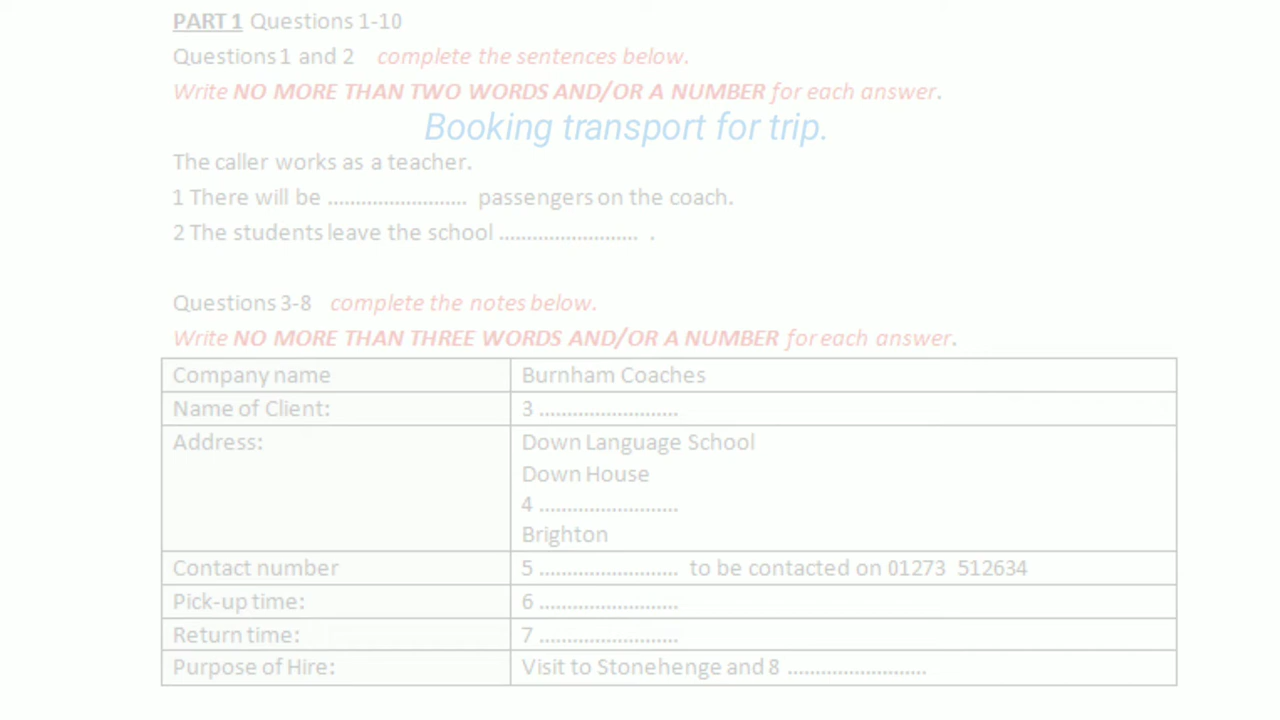 PART 1 Questions 1-10
Questions 1 and 2 complete the sentences below.
Write NO MORE THAN TWO WORDS AND/OR A NUMBER for each answer.
Booking transport for trip.
The caller works as a teacher.
1 There will be ......................... passengers on the coach.
2 The students leave the school ......................... .
Questions 3-8 complete the notes below.
Write NO MORE THAN THREE WORDS AND/OR A NUMBER for each answer.
Company name Burnham Coaches
Name of Client: 3 .........................
Address: Down Language School
Down House
4 .........................
Brighton
Contact number 5 ......................... to be contacted on 01273 512634
Pick-up time: 6 .........................
Return time: 7 .........................
Purpose of Hire: Visit to Stonehenge and 8 .........................